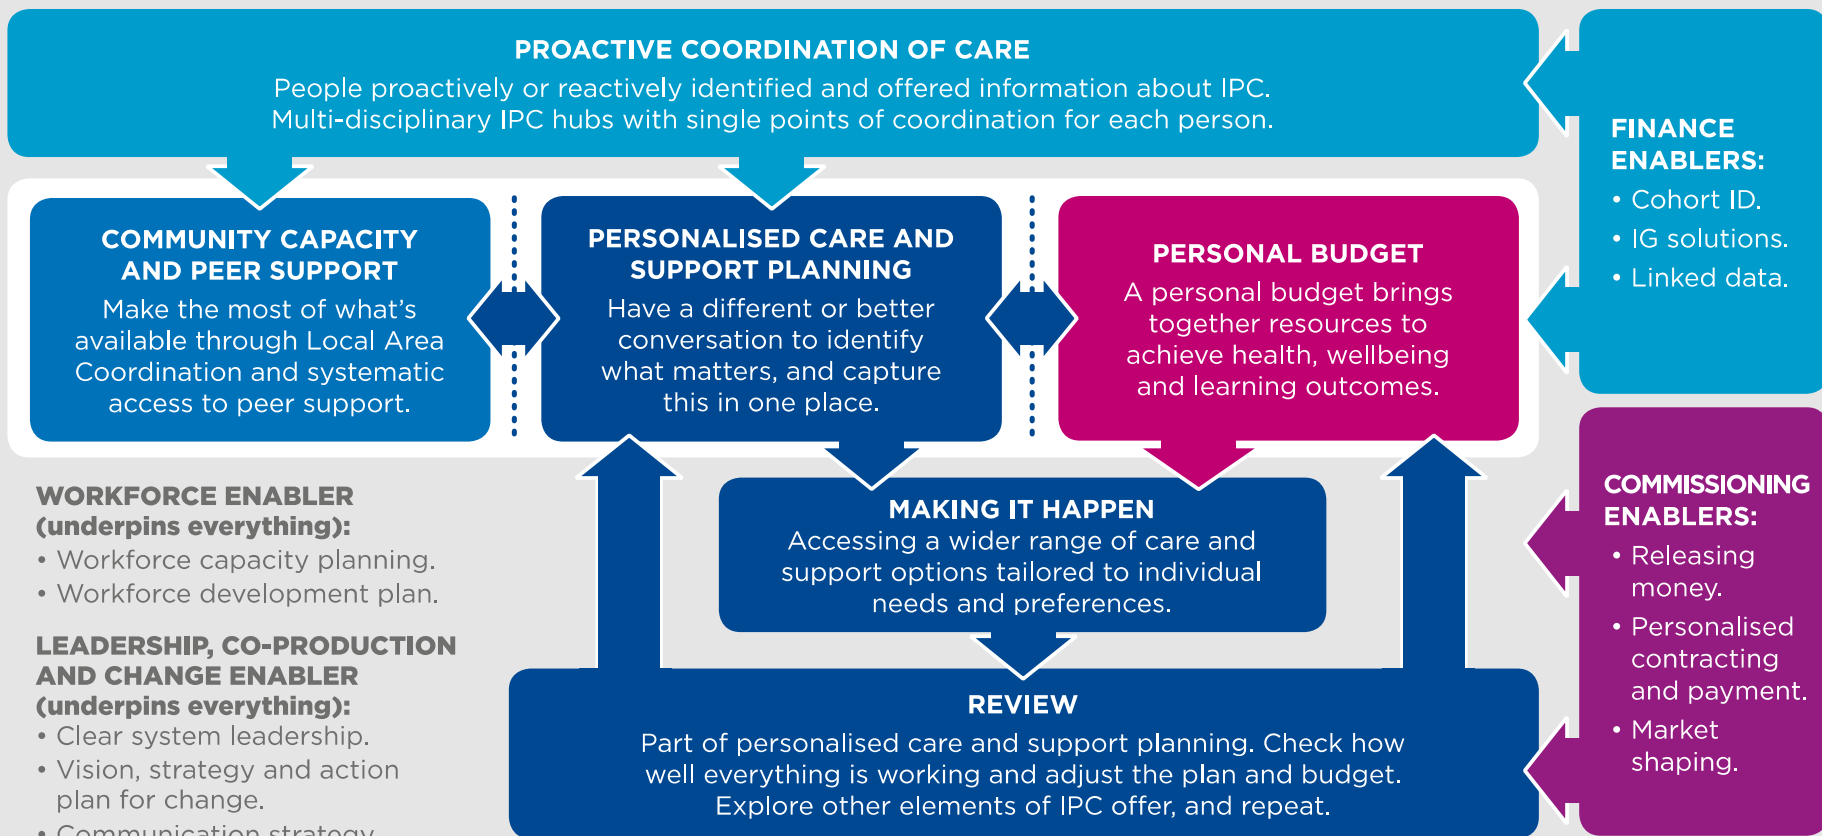 PROACTIVE COORDINATION OF CARE
People proactively or reactively identified and offered information about IPC.
Multi-disciplinary IPC hubs with single points of coordination for each person.
COMMUNITY CAPACITY
AND PEER SUPPORT
Make the most of what's
available through Local Area
Coordination and systematic
access to peer support.
PERSONALISED CARE AND
SUPPORT PLANNING
Have a different or better
conversation to identify
what matters, and capture
this in one place.
PERSONAL BUDGET
A personal budget brings
together resources to
achieve health, wellbeing
and learning outcomes.
FINANCE
ENABLERS:
• Cohort ID.
• IG solutions.
• Linked data.
MAKING IT HAPPEN
Accessing a wider range of care and
support options tailored to individual
needs and preferences.
COMMISSIONING
ENABLERS:
• Releasing
money.
• Personalised
contracting
and payment.
• Market
shaping.
WORKFORCE ENABLER
(underpins everything):
• Workforce capacity planning.
• Workforce development plan.
LEADERSHIP, CO-PRODUCTION
AND CHANGE ENABLER
(underpins everything):
• Clear system leadership.
• Vision, strategy and action
plan for change.
• Communication strategy
REVIEW
Part of personalised care and support planning. Check how
well everything is working and adjust the plan and budget.
Explore other elements of IPC offer, and repeat.